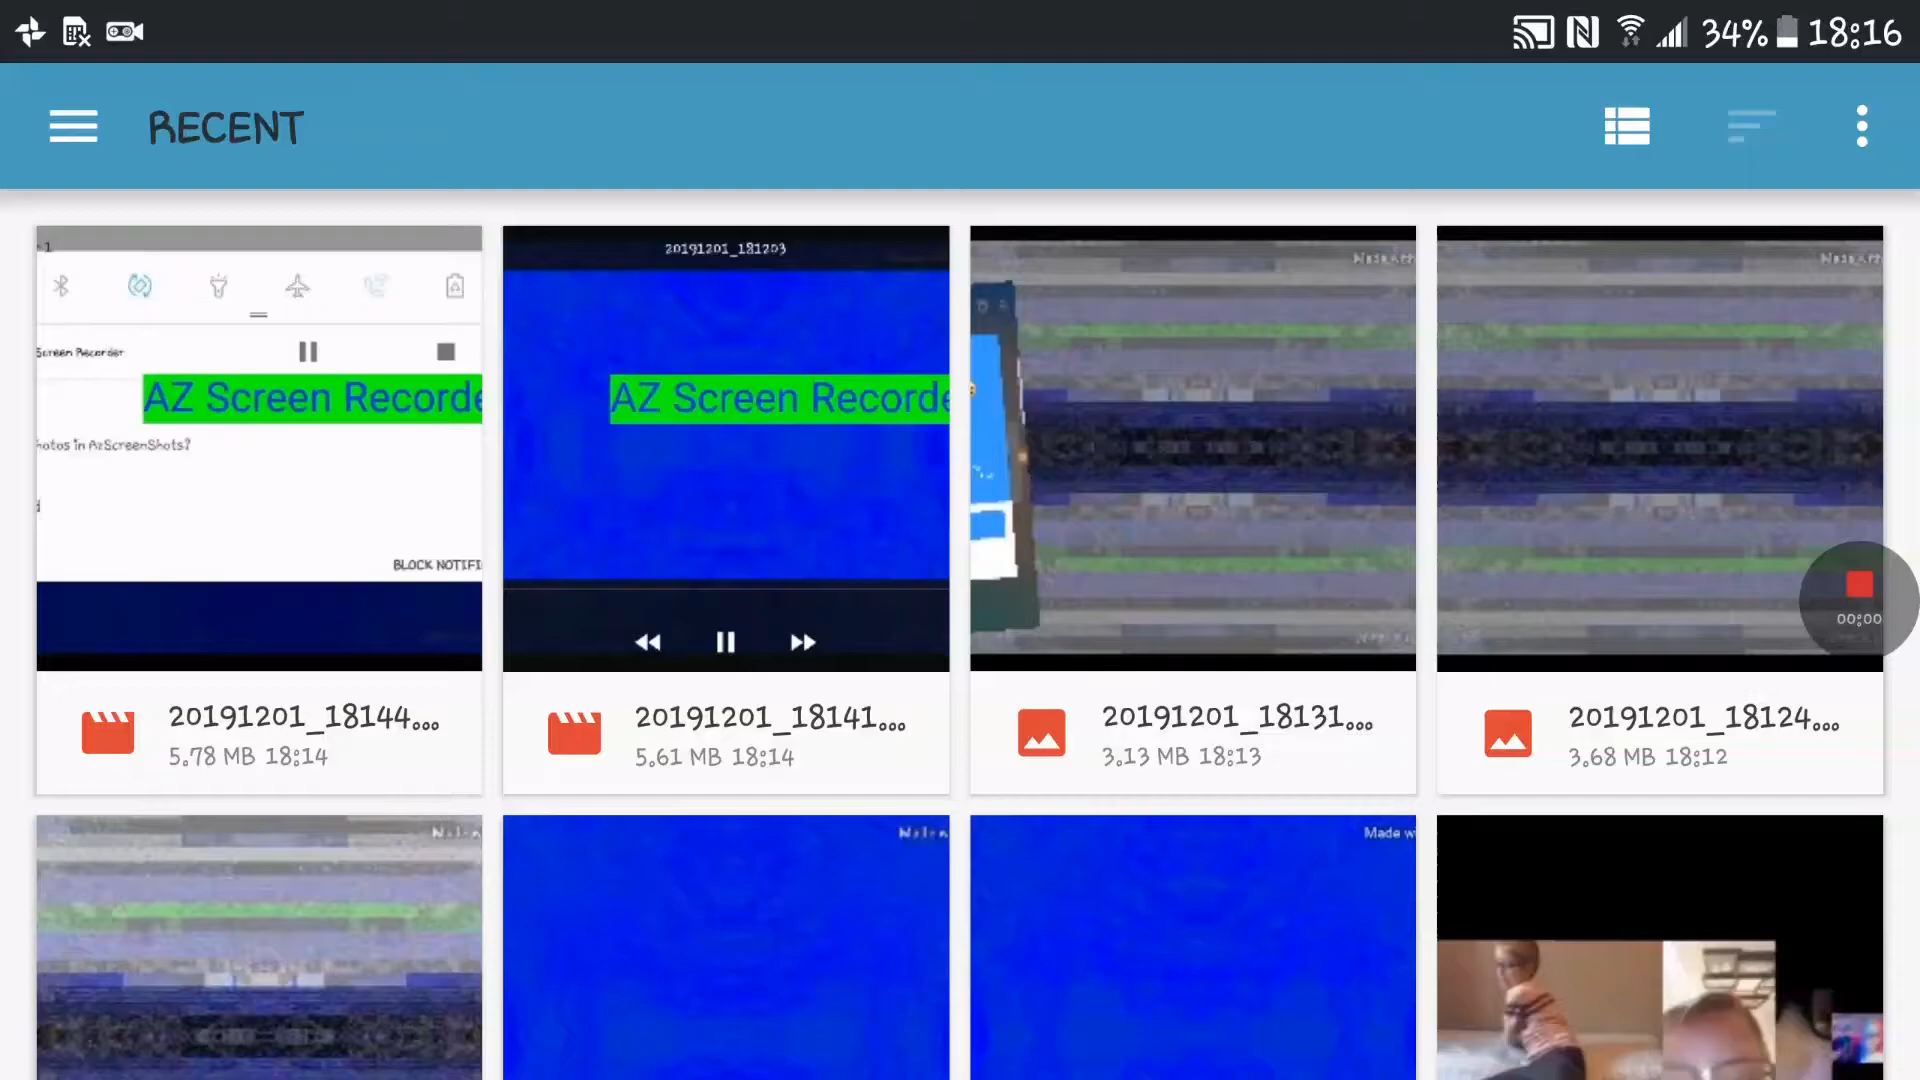 34% 18:16
RECENT
Screen Recorder
AZ Screen Recorde
hotos in AzScreenShots?
BLOCK NOTIFI
20191201_18144...
5.78 MB 18:14
20191201_181203
AZ Screen Recorde
20191201_18141...
5.61 MB 18:14
20191201_18131...
3.13 MB 18:13
00:00
20191201_18124...
3.68 MB 18:12
Made w